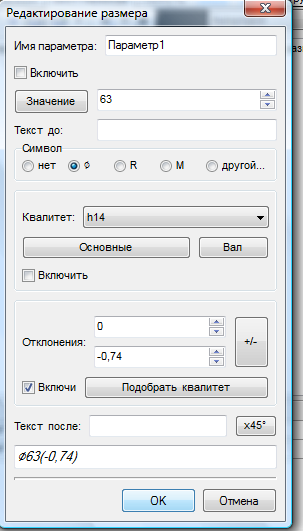 Редактирование размера
Имя параметра: Параметр1
Включить
Значение 63
Текст до:
Символ
нет ϕ R M другой...
Квалитет: h14
Основные Вал
Включить
0
Отклонения: +/-
-0,74
Включи Подобрать квалитет
Текст после: x45°
ϕ63(-0,74)
OK Отмена